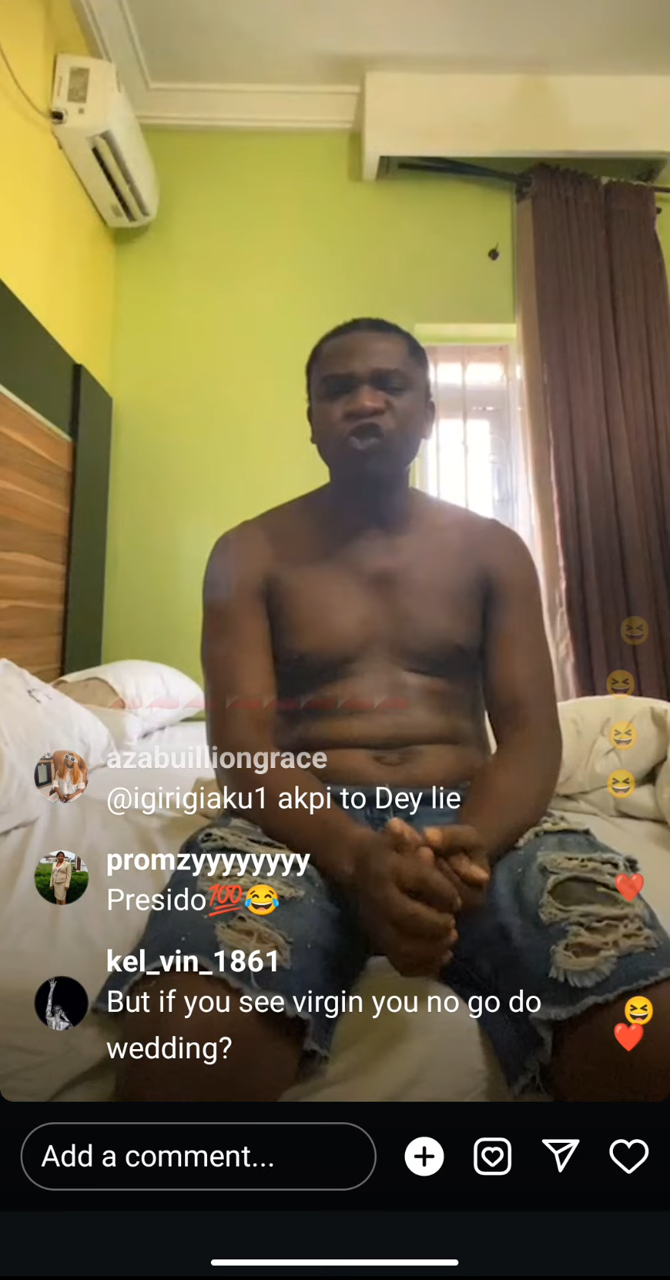 azabuilliongrace
@igirigiaku1 akpi to Dey lie
promzyyyyyyyy
Presido💯😂
kel_vin_1861
But if you see virgin you no go do
wedding?
Add a comment...